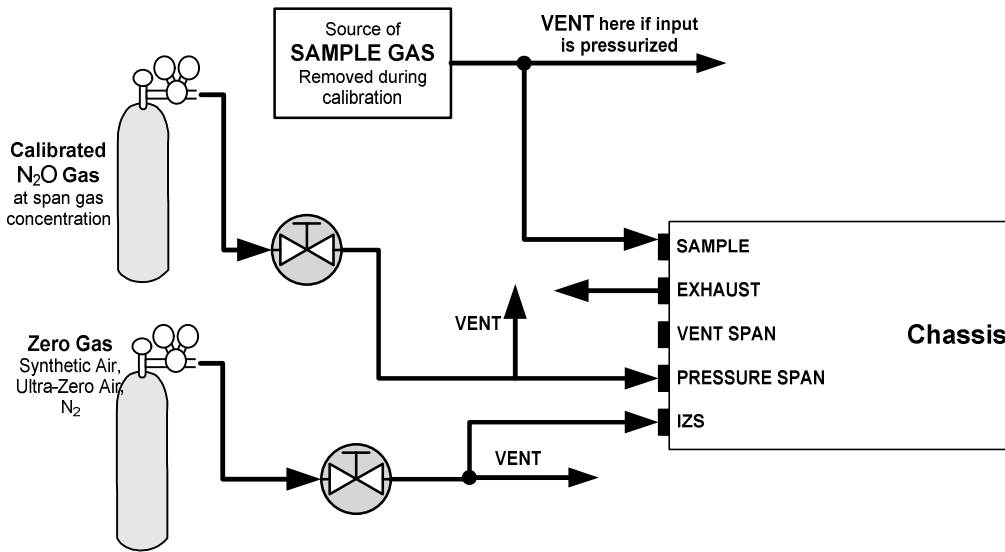 Source of
SAMPLE GAS
Removed during
calibration
VENT here if input
is pressurized
Calibrated
N₂O Gas
at span gas
concentration
SAMPLE
EXHAUST
VENT
VENT SPAN
Chassis
Zero Gas
Synthetic Air,
Ultra-Zero Air,
N₂
PRESSURE SPAN
IZS
VENT